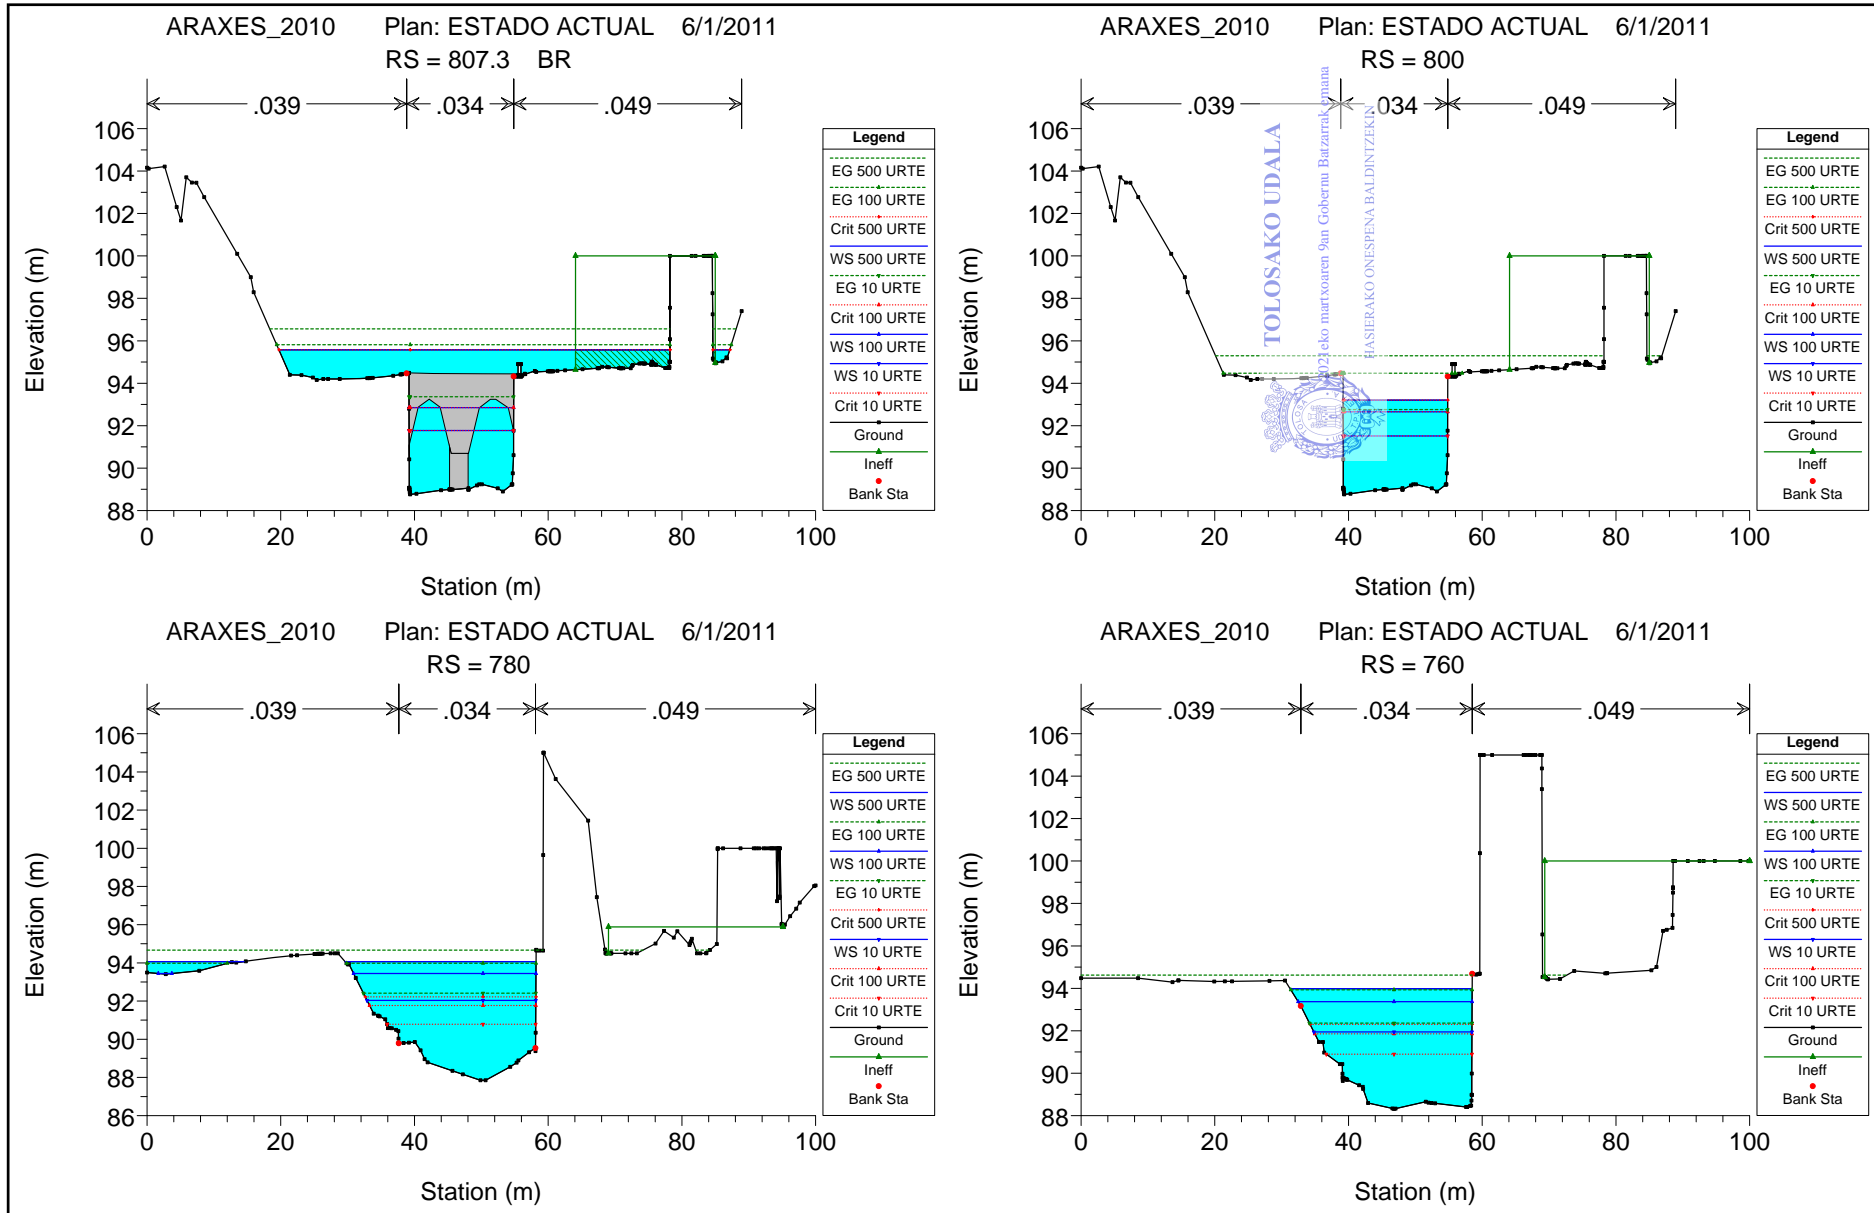 ARAXES_2010 Plan: ESTADO ACTUAL 6/1/2011
RS = 807.3 BR
.039 .034 .049
Elevation (m)
106
104
102
100
98
96
94
92
90
88
0 20 40 60 80 100
Station (m)
Legend
EG 500 URTE
EG 100 URTE
Crit 500 URTE
WS 500 URTE
EG 10 URTE
Crit 100 URTE
WS 100 URTE
WS 10 URTE
Crit 10 URTE
Ground
Ineff
Bank Sta
ARAXES_2010 Plan: ESTADO ACTUAL 6/1/2011
RS = 800
.039 .034 .049
Elevation (m)
106
104
102
100
98
96
94
92
90
88
0 20 40 60 80 100
Station (m)
TOLOSAKO UDALA
2021eko martxoaren 9an Gobernu Batzarrak emana
HASIERAKO ONESPENA BALDINTZEKIN
Legend
EG 500 URTE
EG 100 URTE
Crit 500 URTE
WS 500 URTE
EG 10 URTE
Crit 100 URTE
WS 100 URTE
WS 10 URTE
Crit 10 URTE
Ground
Ineff
Bank Sta
ARAXES_2010 Plan: ESTADO ACTUAL 6/1/2011
RS = 780
.039 .034 .049
Elevation (m)
106
104
102
100
98
96
94
92
90
88
86
0 20 40 60 80 100
Station (m)
Legend
EG 500 URTE
WS 500 URTE
EG 100 URTE
WS 100 URTE
EG 10 URTE
Crit 500 URTE
WS 10 URTE
Crit 100 URTE
Crit 10 URTE
Ground
Ineff
Bank Sta
ARAXES_2010 Plan: ESTADO ACTUAL 6/1/2011
RS = 760
.039 .034 .049
Elevation (m)
106
104
102
100
98
96
94
92
90
88
0 20 40 60 80 100
Station (m)
Legend
EG 500 URTE
WS 500 URTE
EG 100 URTE
WS 100 URTE
EG 10 URTE
Crit 500 URTE
WS 10 URTE
Crit 100 URTE
Crit 10 URTE
Ground
Ineff
Bank Sta